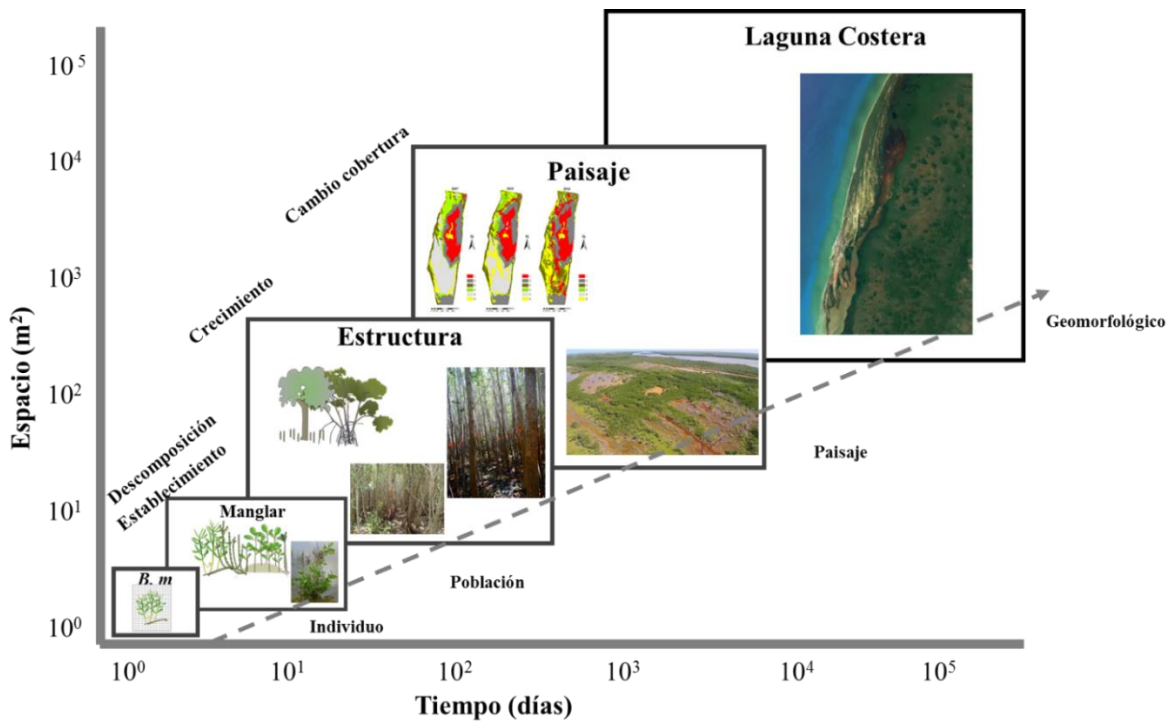 Laguna Costera
10⁵
Cambio cobertura
10⁴
Paisaje
Crecimiento
10³
Geomorfológico
Estructura
Espacio (m²)
10²
Paisaje
Descomposición
Establecimiento
10¹
Manglar
Población
B. m
10⁰
Individuo
10⁰ 10¹ 10² 10³ 10⁴ 10⁵
Tiempo (días)